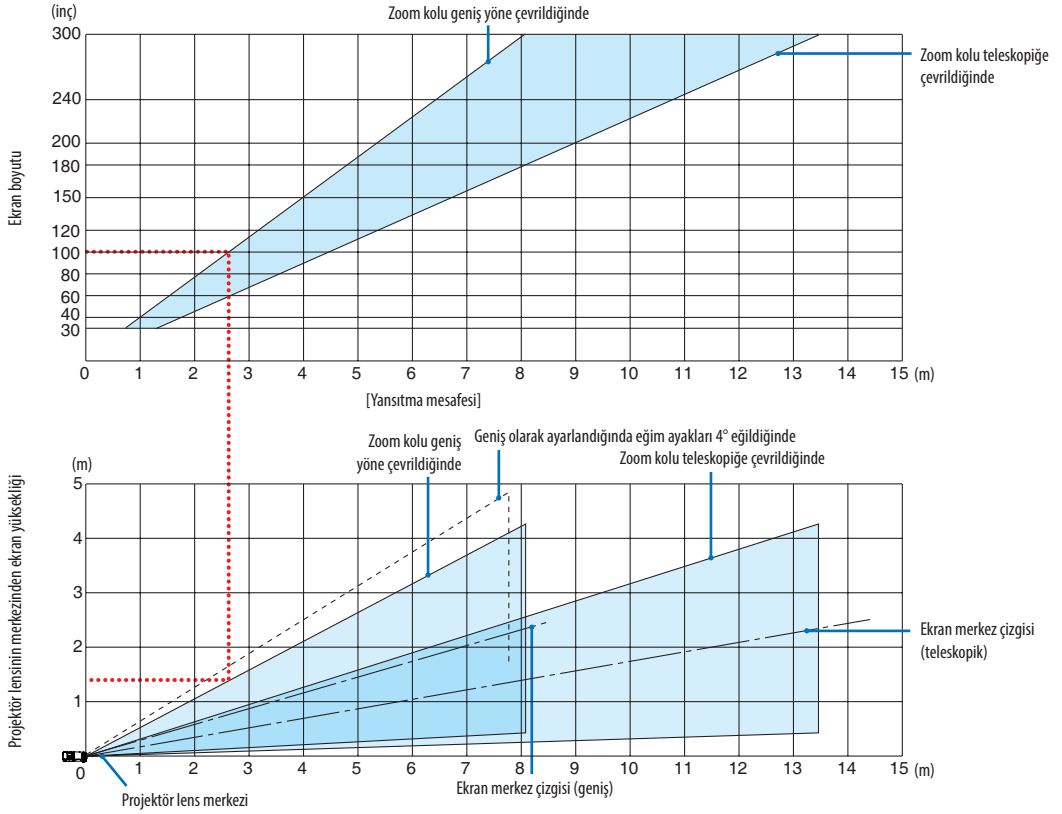 (inç)
Zoom kolu geniş yöne çevrildiğinde
300
240
200
180
150
120
100
80
60
40
30
Ekran boyutu
Zoom kolu teleskopiğe
çevrildiğinde
0 1 2 3 4 5 6 7 8 9 10 11 12 13 14 15 (m)
[Yansıtma mesafesi]
Zoom kolu geniş
yöne çevrildiğinde
Geniş olarak ayarlandığında eğim ayakları 4° eğildiğinde
Zoom kolu teleskopiğe çevrildiğinde
(m)
5
4
3
2
1
Projektör lensinin merkezinden ekran yüksekliği
Ekran merkez çizgisi
(teleskopik)
0 1 2 3 4 5 6 7 8 9 10 11 12 13 14 15 (m)
Projektör lens merkezi
Ekran merkez çizgisi (geniş)